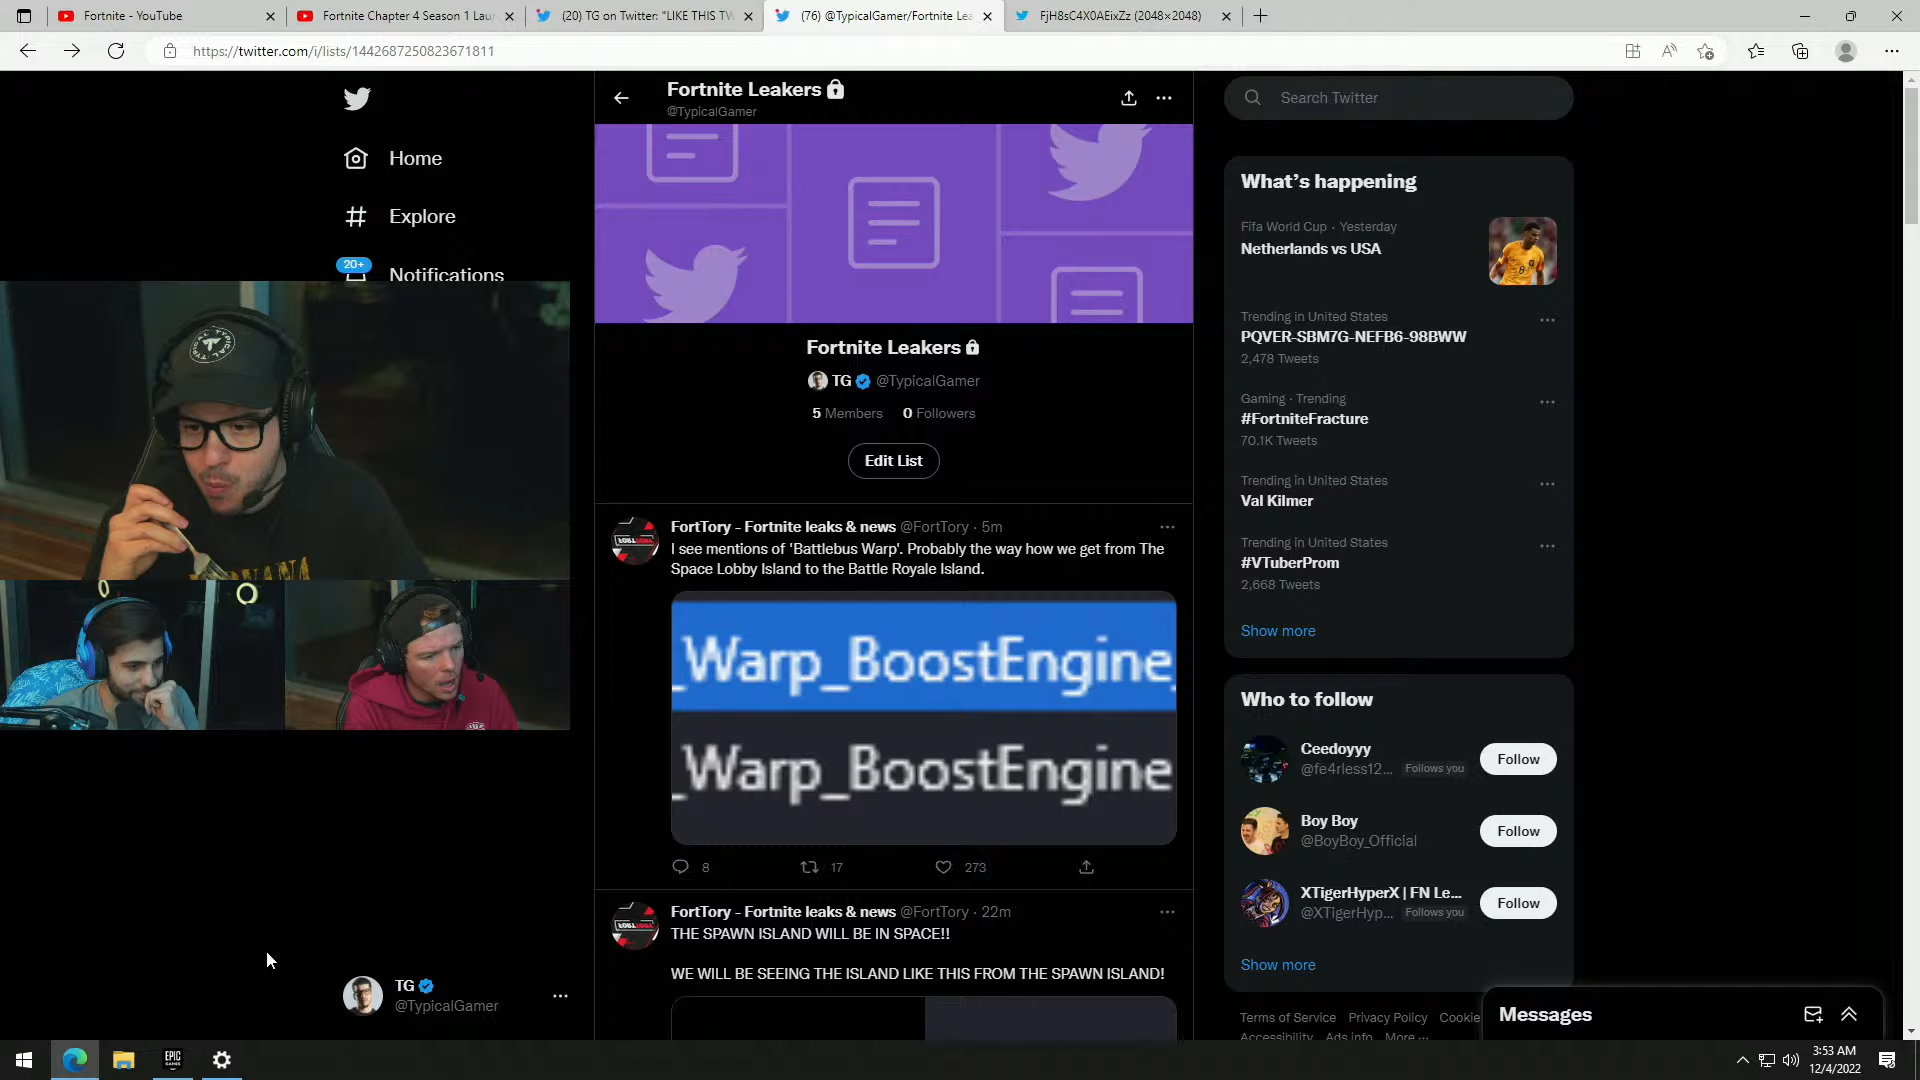 Fortnite - YouTube
Fortnite Chapter 4 Season 1 Lau
(20) TG on Twitter: "LIKE THIS TW
(76) @TypicalGamer/Fortnite Lea
FjH8sC4X0AEixZz (2048×2048)
https://twitter.com/i/lists/1442687250823671811
Home
Explore
20+
Notifications
TG
@TypicalGamer
Fortnite Leakers
@TypicalGamer
Fortnite Leakers
TG @TypicalGamer
5 Members 0 Followers
Edit List
FortTory - Fortnite leaks & news @FortTory · 5m
I see mentions of 'Battlebus Warp'. Probably the way how we get from The
Space Lobby Island to the Battle Royale Island.
_Warp_BoostEngine_
_Warp_BoostEngine
8 17 273
FortTory - Fortnite leaks & news @FortTory · 22m
THE SPAWN ISLAND WILL BE IN SPACE!!
WE WILL BE SEEING THE ISLAND LIKE THIS FROM THE SPAWN ISLAND!
Search Twitter
What's happening
Fifa World Cup · Yesterday
Netherlands vs USA
Trending in United States
PQVER-SBM7G-NEFB6-98BWW
2,478 Tweets
Gaming · Trending
#FortniteFracture
70.1K Tweets
Trending in United States
Val Kilmer
Trending in United States
#VTuberProm
2,668 Tweets
Show more
Who to follow
Ceedoyyy
@fe4rless12... Follows you
Follow
Boy Boy
@BoyBoy_Official
Follow
XTigerHyperX | FN Le...
@XTigerHyp... Follows you
Follow
Show more
Terms of Service Privacy Policy Cookie
Accessibility Ads info More ...
Messages
EPIC
GAMES
3:53 AM
12/4/2022